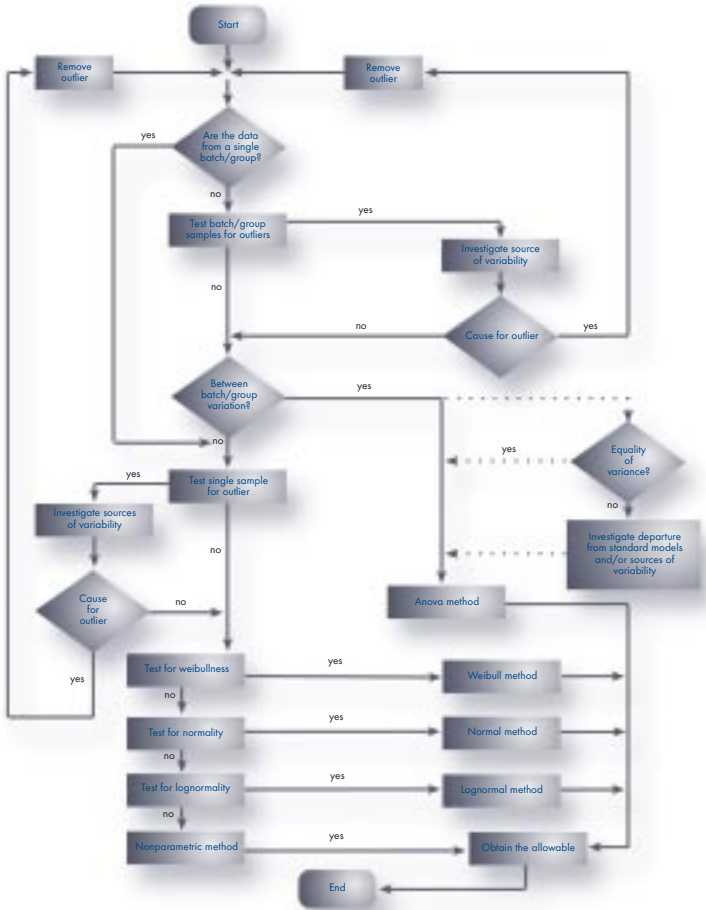 Start
Remove
outlier
Remove
outlier
Are the data
from a single
batch/group?
yes
no
Test batch/group
samples for outliers
yes
Investigate source
of variability
no
Cause for outlier
no
yes
Between
batch/group
variation?
yes
no
Equality
of
variance?
yes
no
Test single sample
for outlier
yes
Investigate sources
of variability
no
Investigate departure
from standard models
and/or sources of
variability
Cause
for
outlier
no
yes
Anova method
Test for weibullness
yes
Weibull method
no
Test for normality
yes
Normal method
no
Test for lognormality
yes
Lognormal method
no
Nonparametric method
yes
Obtain the allowable
End